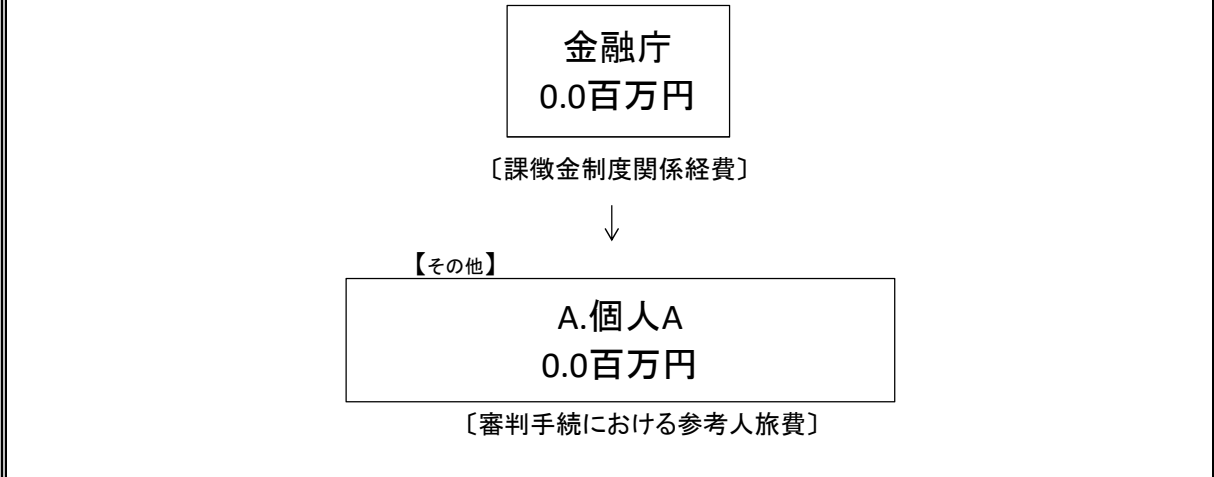 金融庁
0.0百万円
〔課徴金制度関係経費〕
【その他】
A.個人A
0.0百万円
〔審判手続における参考人旅費〕